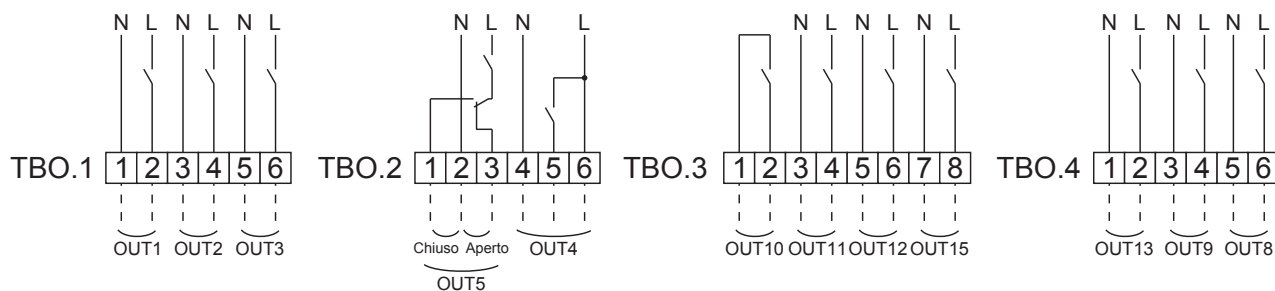 N L N L N L N L N L N L N L N L N L N L N L
TBO.1 1 2 3 4 5 6 TBO.2 1 2 3 4 5 6 TBO.3 1 2 3 4 5 6 7 8 TBO.4 1 2 3 4 5 6
OUT1 OUT2 OUT3 Chiuso Aperto OUT4 OUT10 OUT11 OUT12 OUT15 OUT13 OUT9 OUT8
OUT5